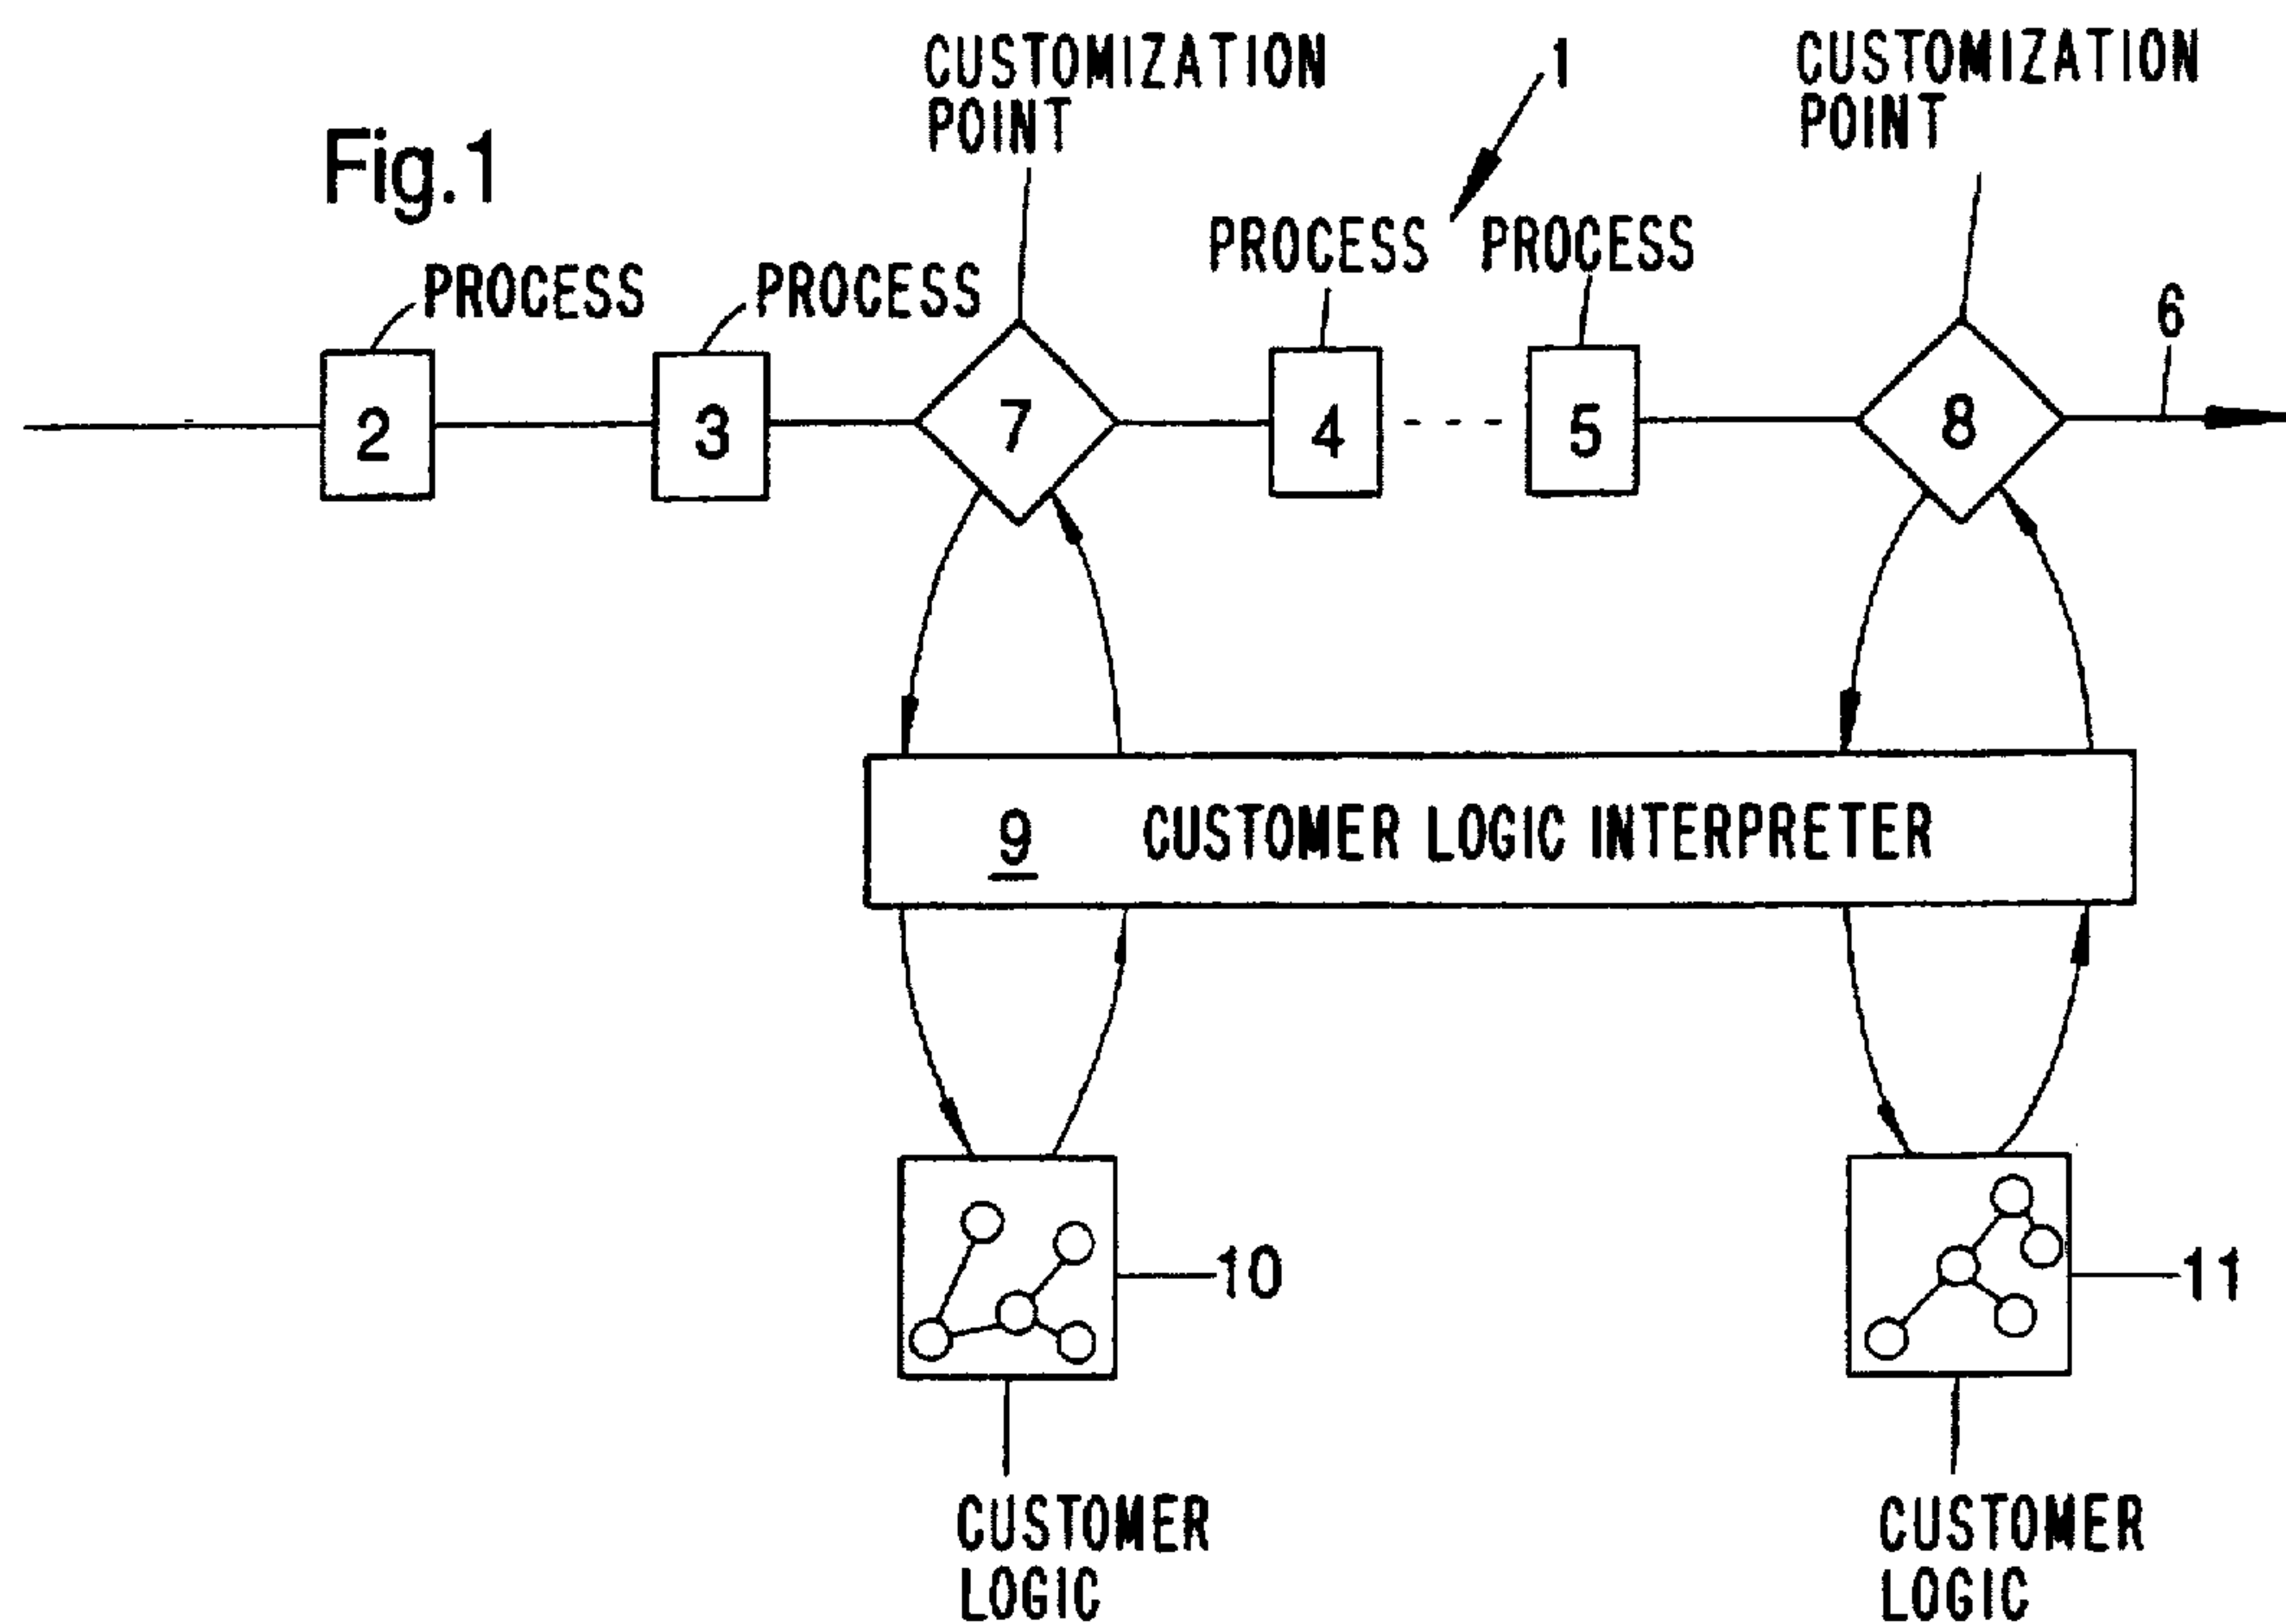 Fig.1
CUSTOMIZATION
POINT
1
CUSTOMIZATION
POINT
PROCESS
PROCESS
PROCESS
PROCESS
6
2
3
7
4
5
8
9
CUSTOMER LOGIC INTERPRETER
10
11
CUSTOMER
LOGIC
CUSTOMER
LOGIC